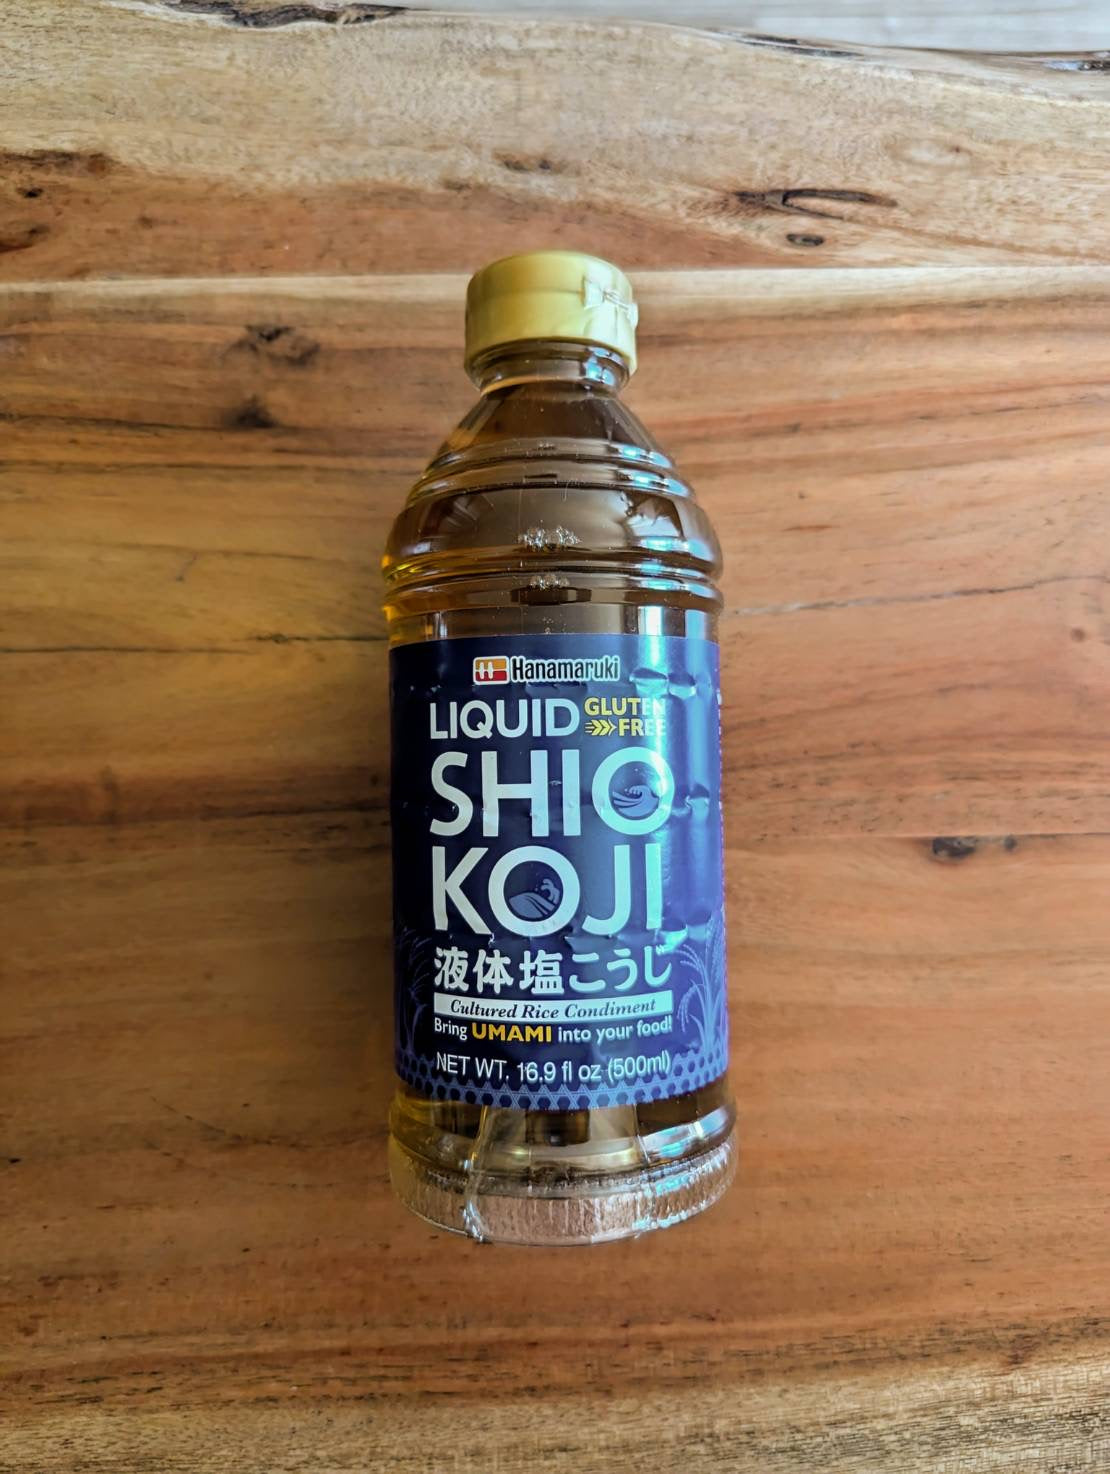 Hanamaruki
LIQUID GLUTEN FREE
SHIO
KOJI
液体塩こうじ
Cultured Rice Condiment
Bring UMAMI into your food!
NET WT. 16.9 fl oz (500ml)